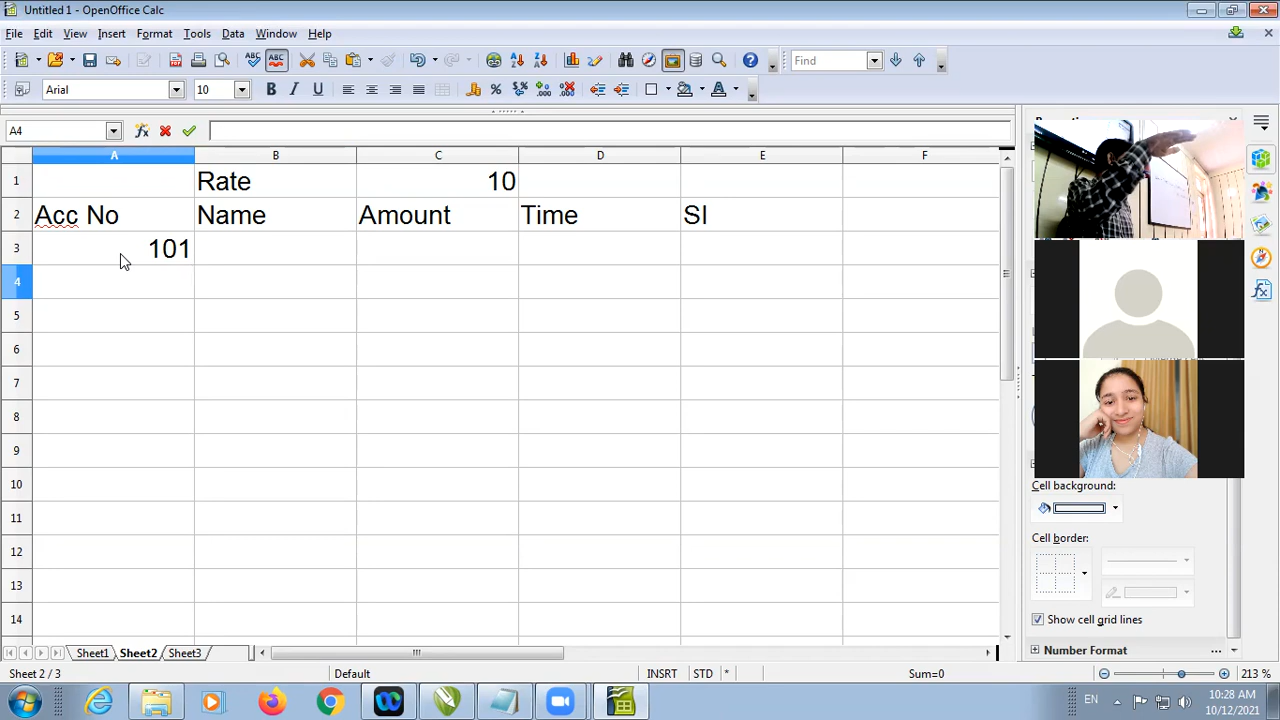 Untitled 1 - OpenOffice Calc
File Edit View Insert Format Tools Data Window Help
Find
Arial 10
A4
A B C D E F
1 Rate 10
2 Acc No Name Amount Time SI
3 101
4
5
6
7
8
9
10
11
12
13
14
Cell background:
Cell border:
Show cell grid lines
Number Format
Sheet1 Sheet2 Sheet3
Sheet 2 / 3 Default INSRT STD * Sum=0 213 %
EN 10:28 AM
10/12/2021